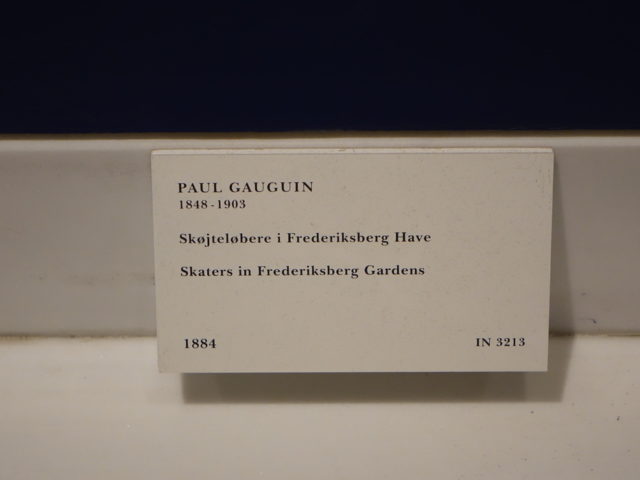 PAUL GAUGUIN
1848-1903
Skøjteløbere i Frederiksberg Have
Skaters in Frederiksberg Gardens
1884 IN 3213